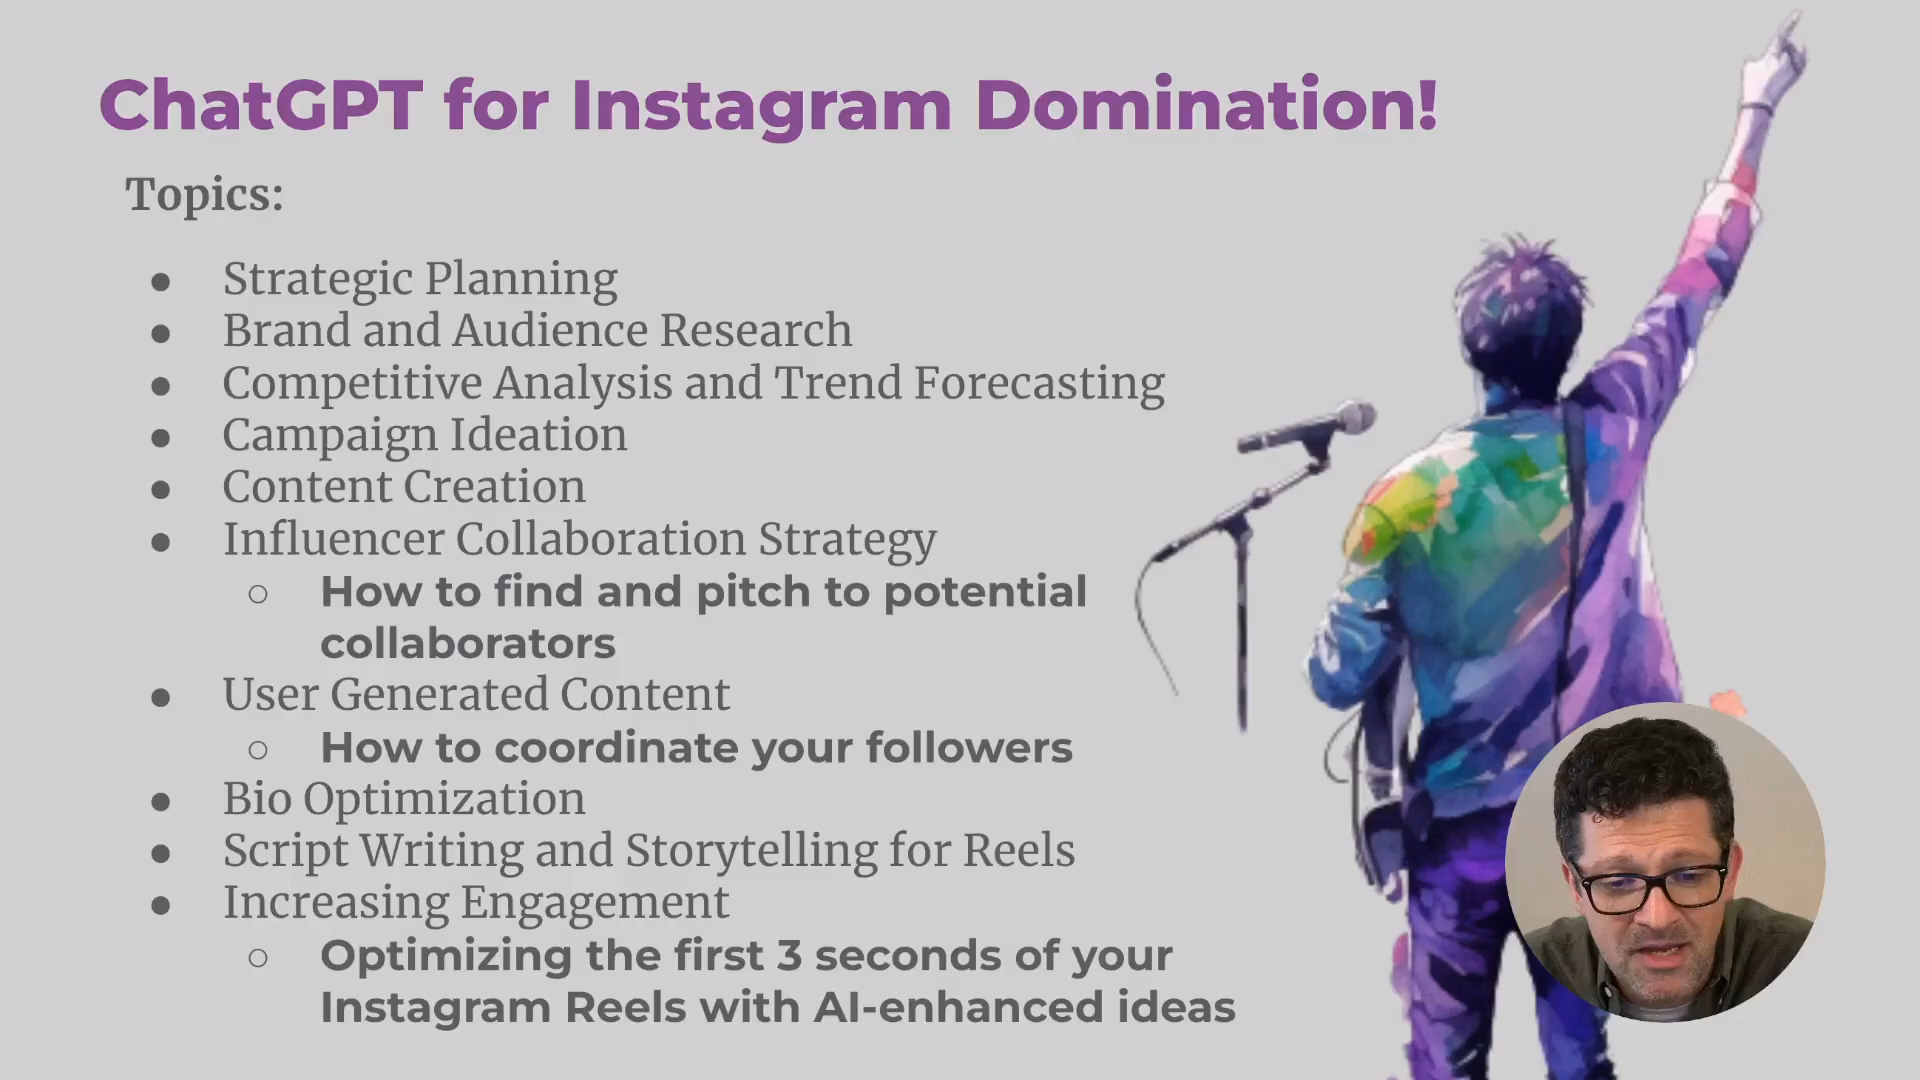 ChatGPT for Instagram Domination!
Topics:
● Strategic Planning
● Brand and Audience Research
● Competitive Analysis and Trend Forecasting
● Campaign Ideation
● Content Creation
● Influencer Collaboration Strategy
○ How to find and pitch to potential
collaborators
● User Generated Content
○ How to coordinate your followers
● Bio Optimization
● Script Writing and Storytelling for Reels
● Increasing Engagement
○ Optimizing the first 3 seconds of your
Instagram Reels with AI-enhanced ideas